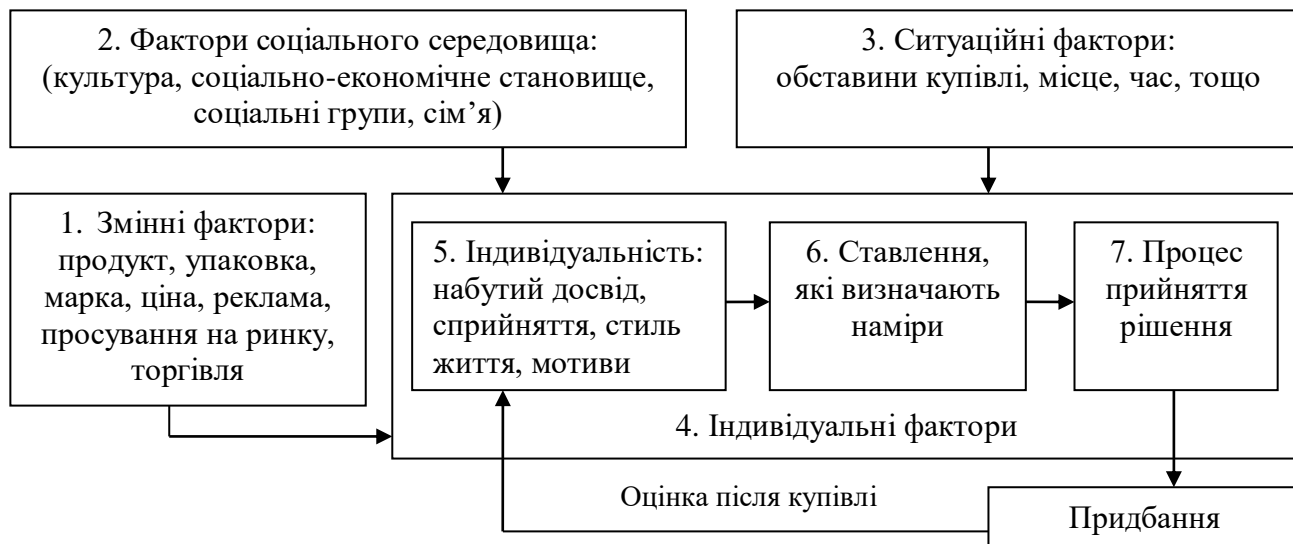 2. Фактори соціального середовища:
(культура, соціально-економічне становище,
соціальні групи, сім’я)
3. Ситуаційні фактори:
обставини купівлі, місце, час, тощо
1. Змінні фактори:
продукт, упаковка,
марка, ціна, реклама,
просування на ринку,
торгівля
5. Індивідуальність:
набутий досвід,
сприйняття, стиль
життя, мотиви
6. Ставлення,
які визначають
наміри
7. Процес
прийняття
рішення
4. Індивідуальні фактори
Оцінка після купівлі
Придбання